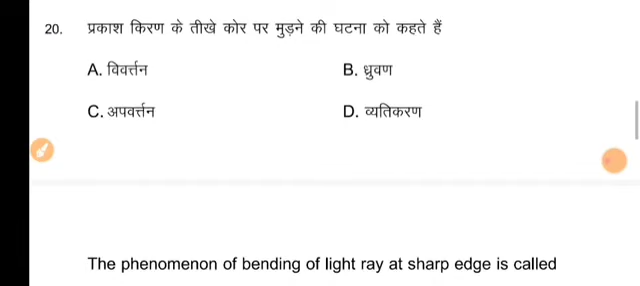 20. प्रकाश किरण के तीखे कोर पर मुड़ने की घटना को कहते हैं
A. विवर्त्तन B. ध्रुवण
C. अपवर्त्तन D. व्यतिकरण
The phenomenon of bending of light ray at sharp edge is called